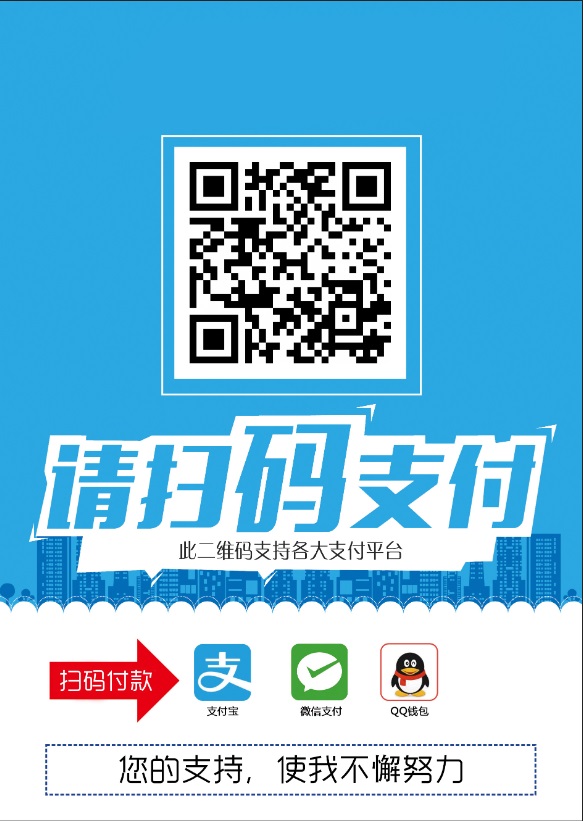 请扫码支付
此二维码支持各大支付平台
扫码付款
支
支付宝
微信支付
QQ钱包
您的支持，使我不懈努力